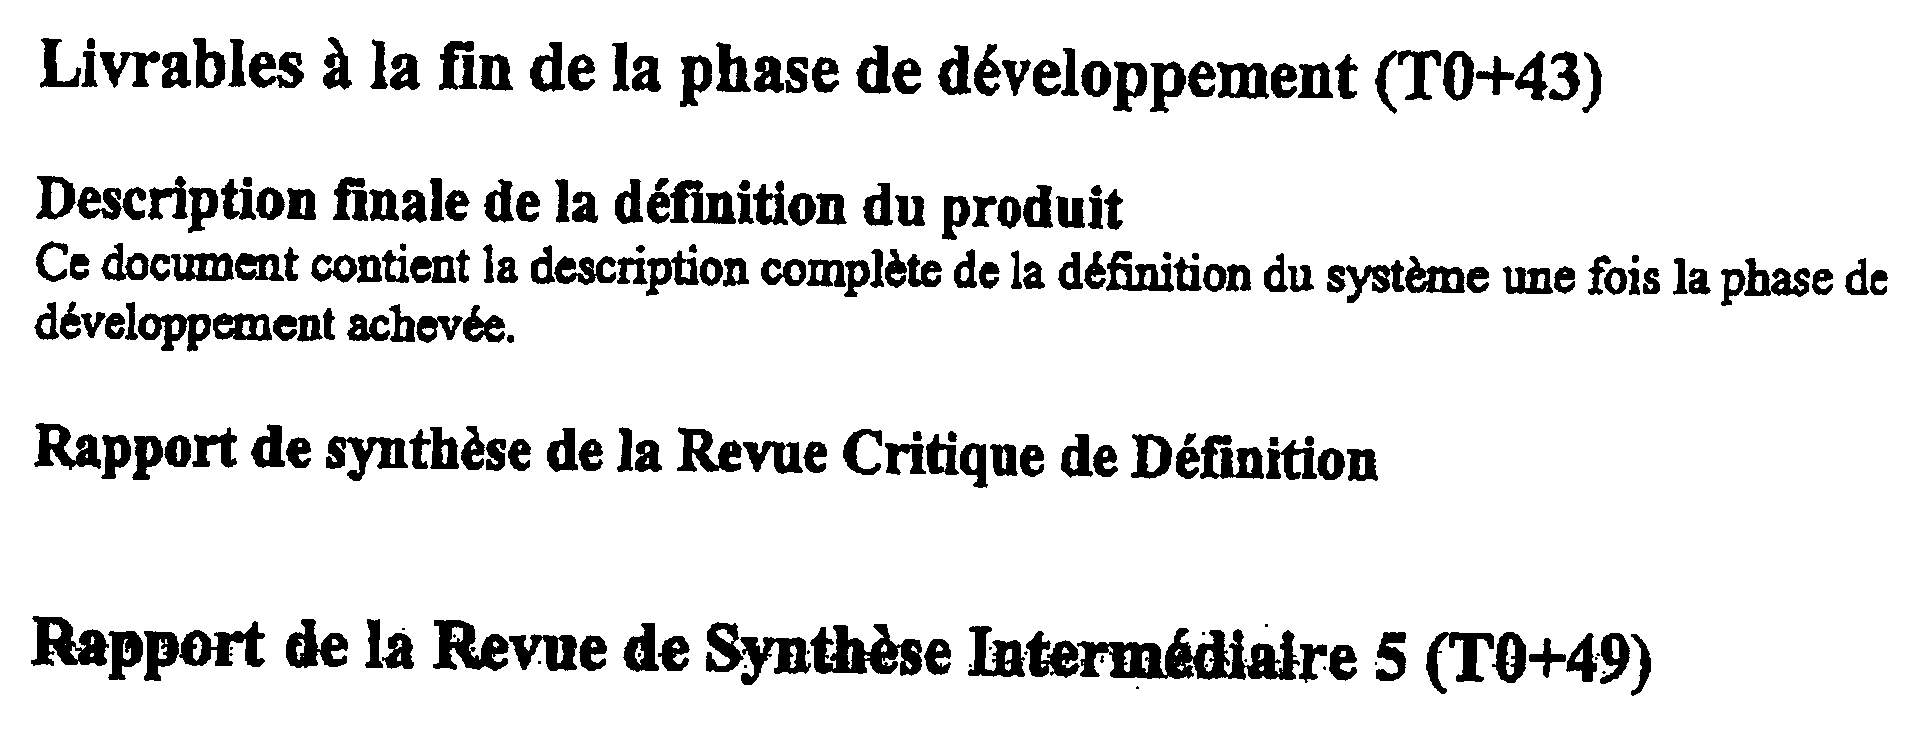 Livrables à la fin de la phase de développement (T0+43)
Description finale de la définition du produit
Ce document contient la description complète de la définition du système une fois la phase de
développement achevée.
Rapport de synthèse de la Revue Critique de Définition
Rapport de la Revue de Synthèse Intermédiaire 5 (T0+49)